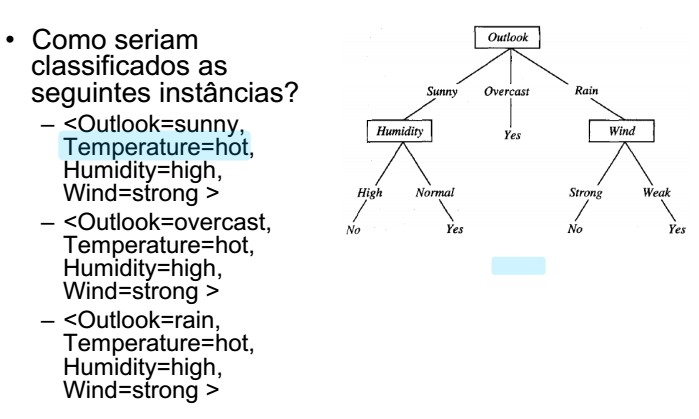 • Como seriam
classificados as
seguintes instâncias?
– <Outlook=sunny,
Temperature=hot,
Humidity=high,
Wind=strong >
– <Outlook=overcast,
Temperature=hot,
Humidity=high,
Wind=strong >
– <Outlook=rain,
Temperature=hot,
Humidity=high,
Wind=strong >
Outlook
Sunny Overcast Rain
Humidity Yes Wind
High Normal Strong Weak
No Yes No Yes